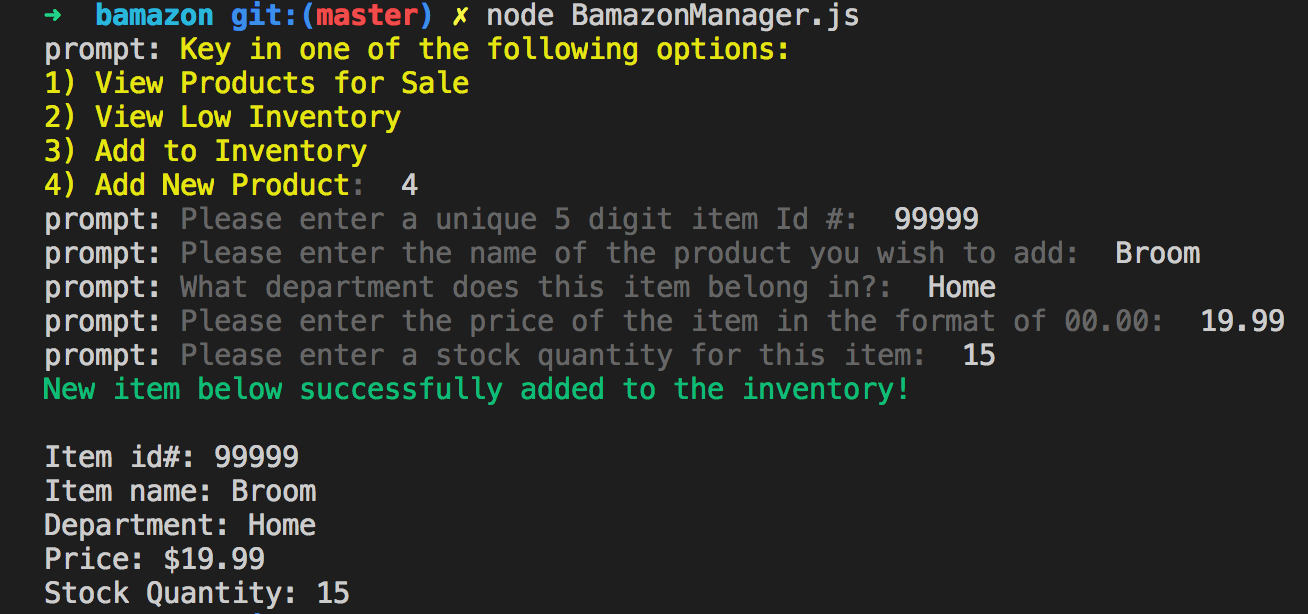 ➜  bamazon git:(master) ✗ node BamazonManager.js
prompt: Key in one of the following options:
1) View Products for Sale
2) View Low Inventory
3) Add to Inventory
4) Add New Product:  4
prompt: Please enter a unique 5 digit item Id #:  99999
prompt: Please enter the name of the product you wish to add:  Broom
prompt: What department does this item belong in?:  Home
prompt: Please enter the price of the item in the format of 00.00:  19.99
prompt: Please enter a stock quantity for this item:  15
New item below successfully added to the inventory!
Item id#: 99999
Item name: Broom
Department: Home
Price: $19.99
Stock Quantity: 15